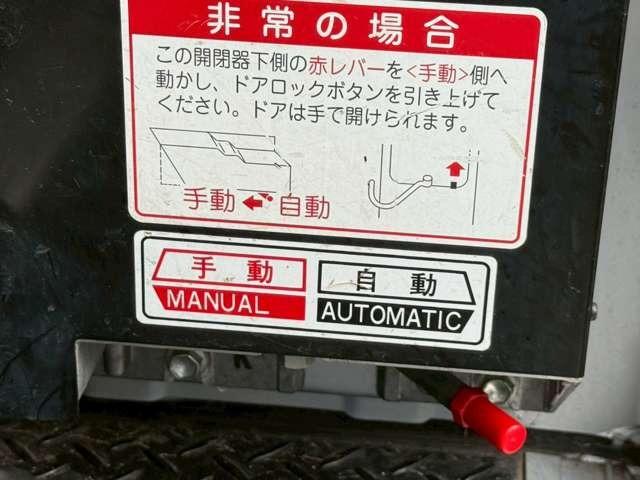 非常の場合
この開閉器下側の赤レバーを<手動>側へ
動かし、ドアロックボタンを引き上げて
ください。ドアは手で開けられます。
手動 自動
手動 自動
MANUAL AUTOMATIC